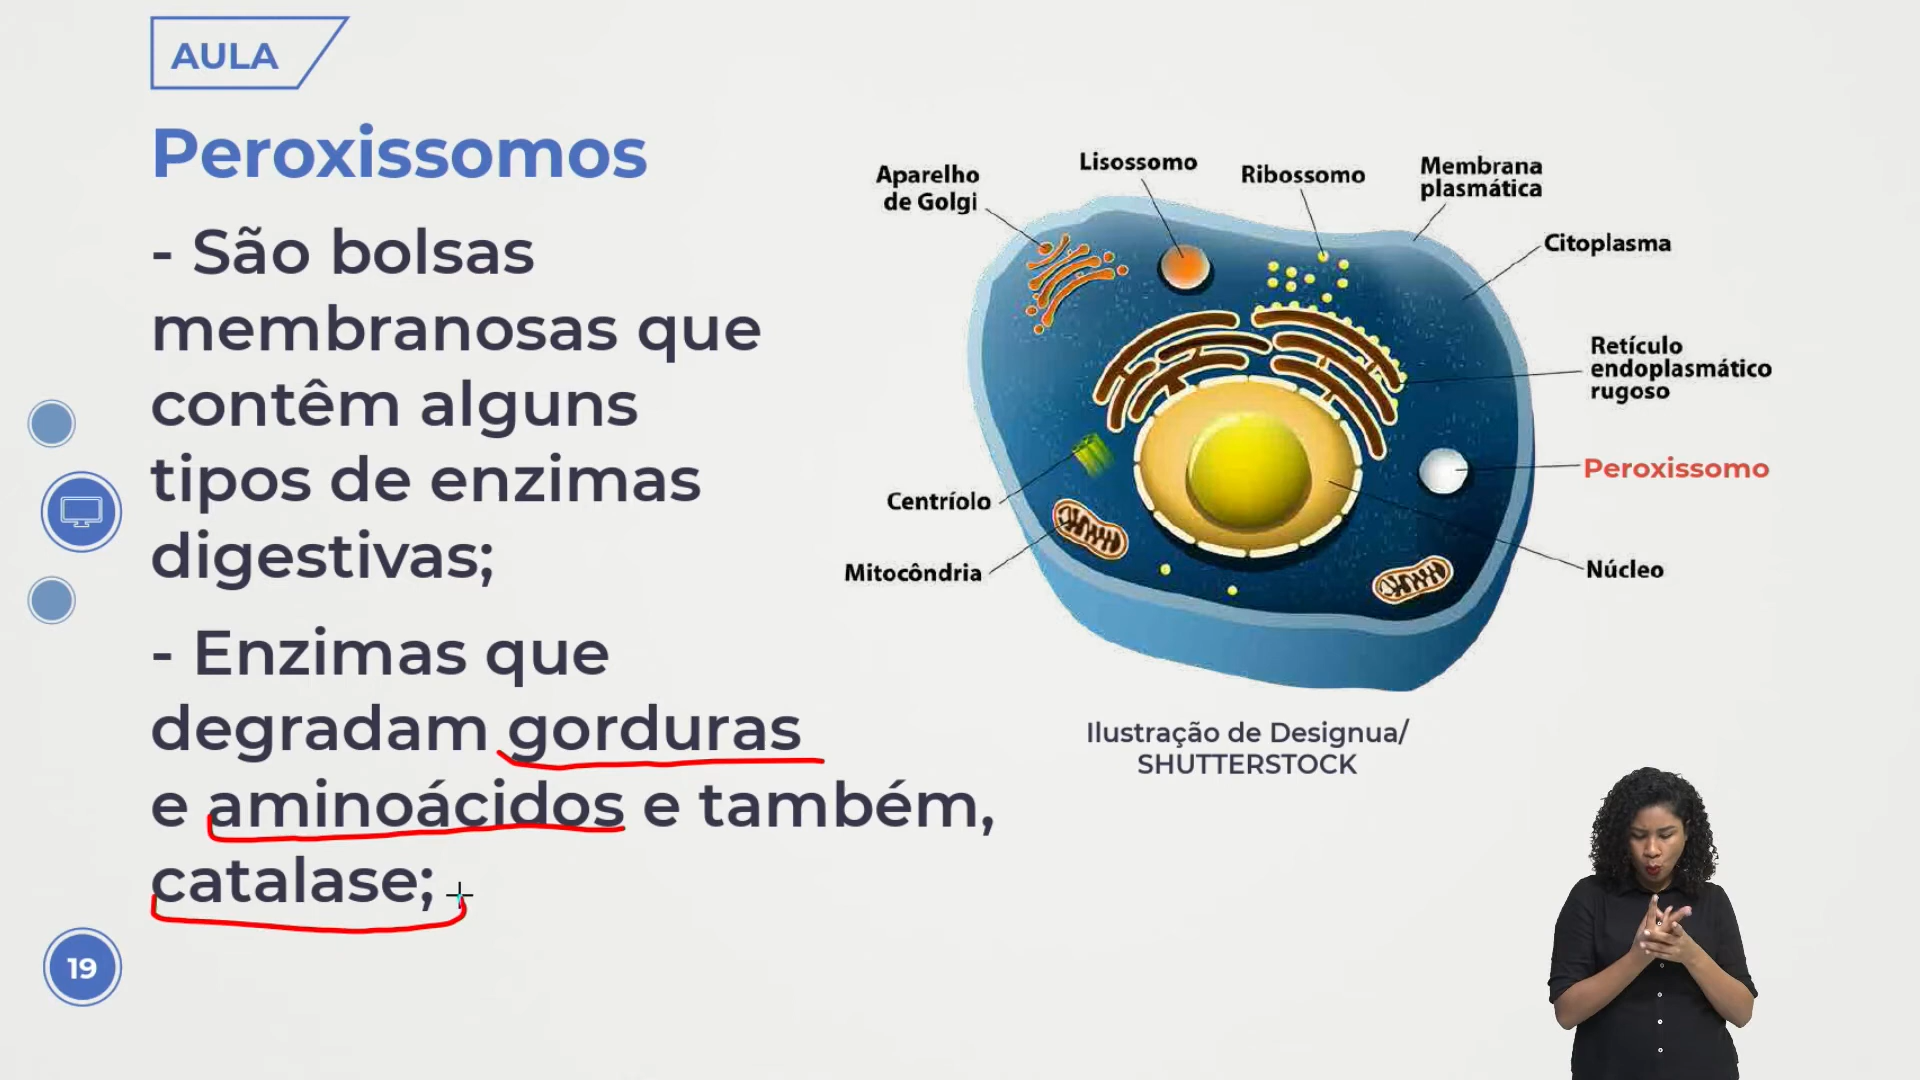 AULA
Peroxissomos
- São bolsas
membranosas que
contêm alguns
tipos de enzimas
digestivas;
- Enzimas que
degradam gorduras
e aminoácidos e também,
catalase;
19
Aparelho
de Golgi
Lisossomo
Ribossomo
Membrana
plasmática
Citoplasma
Retículo
endoplasmático
rugoso
Peroxissomo
Núcleo
Centríolo
Mitocôndria
Ilustração de Designua/
SHUTTERSTOCK